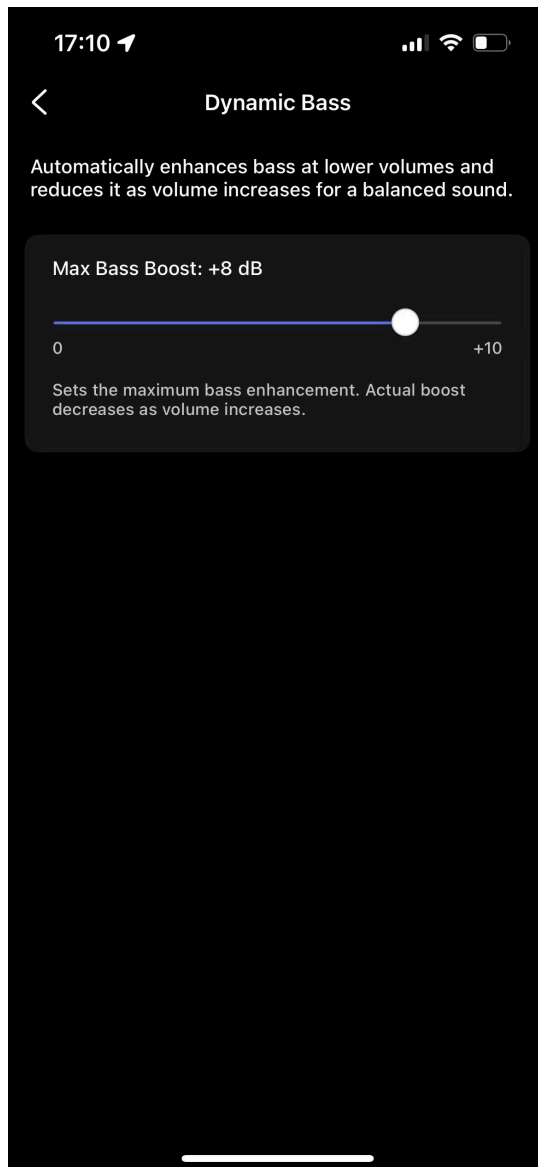 17:10
Dynamic Bass
Automatically enhances bass at lower volumes and
reduces it as volume increases for a balanced sound.
Max Bass Boost: +8 dB
0 +10
Sets the maximum bass enhancement. Actual boost
decreases as volume increases.